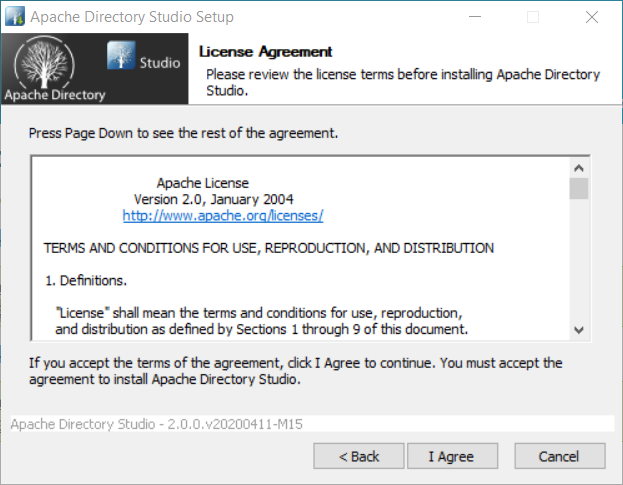 Apache Directory Studio Setup
Apache Directory
Studio
License Agreement
Please review the license terms before installing Apache Directory
Studio.
Press Page Down to see the rest of the agreement.
Apache License
Version 2.0, January 2004
http://www.apache.org/licenses/
TERMS AND CONDITIONS FOR USE, REPRODUCTION, AND DISTRIBUTION
1. Definitions.
"License" shall mean the terms and conditions for use, reproduction,
and distribution as defined by Sections 1 through 9 of this document.
If you accept the terms of the agreement, click I Agree to continue. You must accept the
agreement to install Apache Directory Studio.
Apache Directory Studio - 2.0.0.v20200411-M15
< Back
I Agree
Cancel